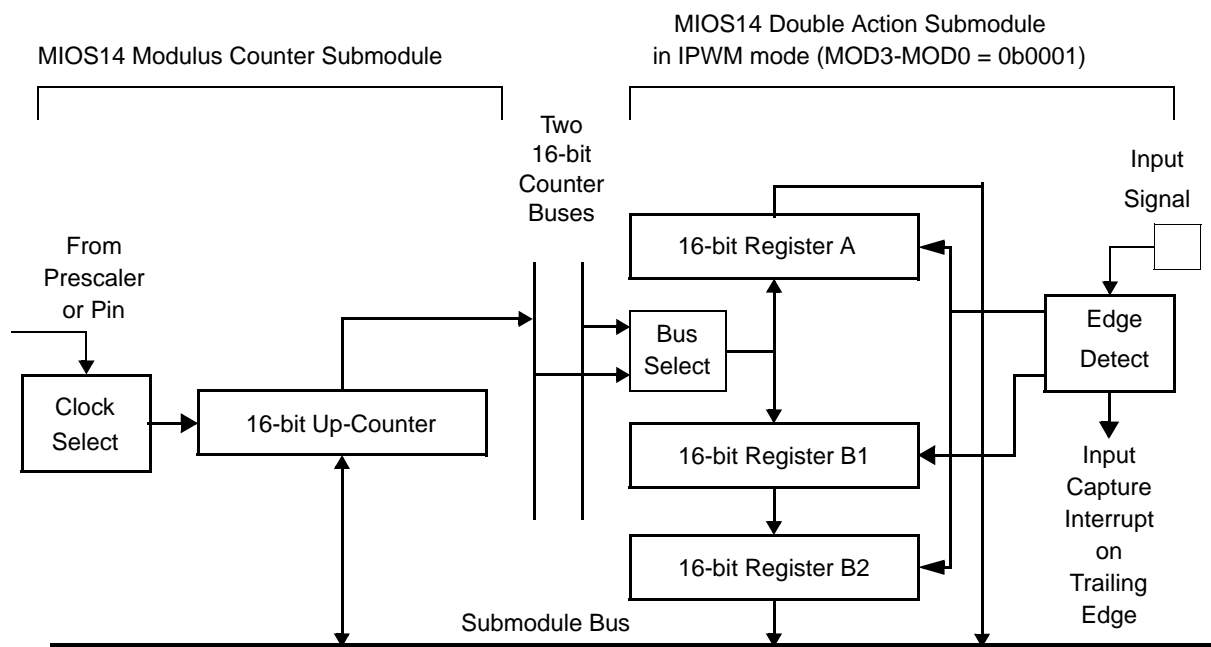 MIOS14 Modulus Counter Submodule
MIOS14 Double Action Submodule
in IPWM mode (MOD3-MOD0 = 0b0001)
Two
16-bit
Counter
Buses
Input
Signal
From
Prescaler
or Pin
Clock
Select
16-bit Up-Counter
Bus
Select
16-bit Register A
16-bit Register B1
16-bit Register B2
Edge
Detect
Input
Capture
Interrupt
on
Trailing
Edge
Submodule Bus